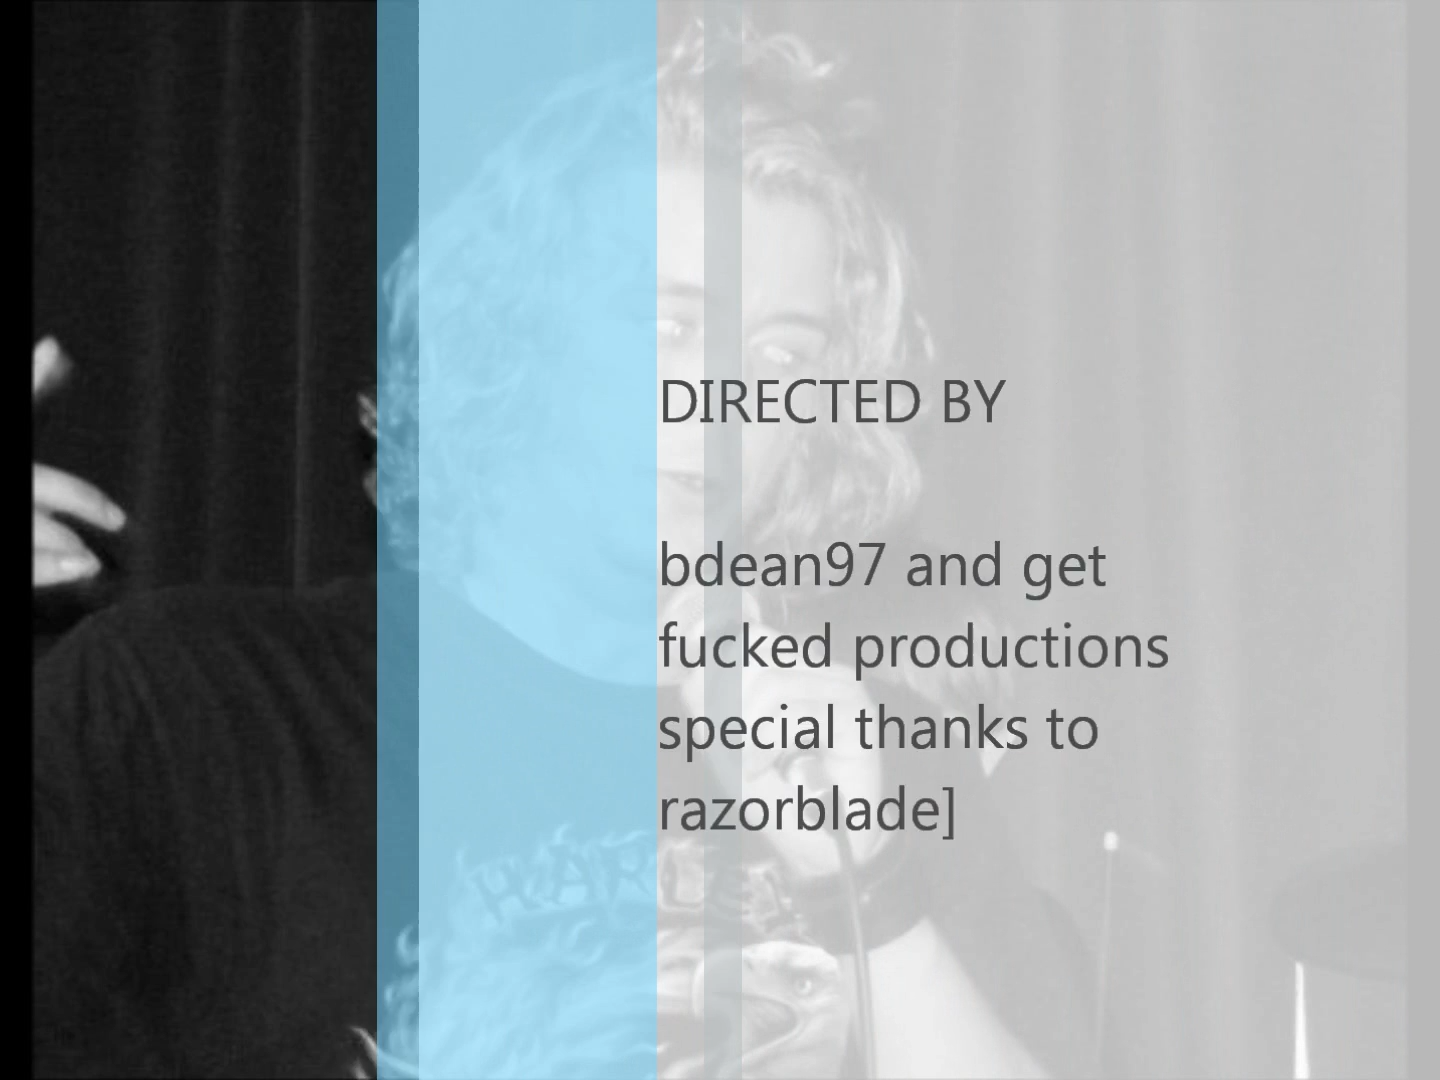 DIRECTED BY
bdean97 and get
fucked productions
special thanks to
razorblade]